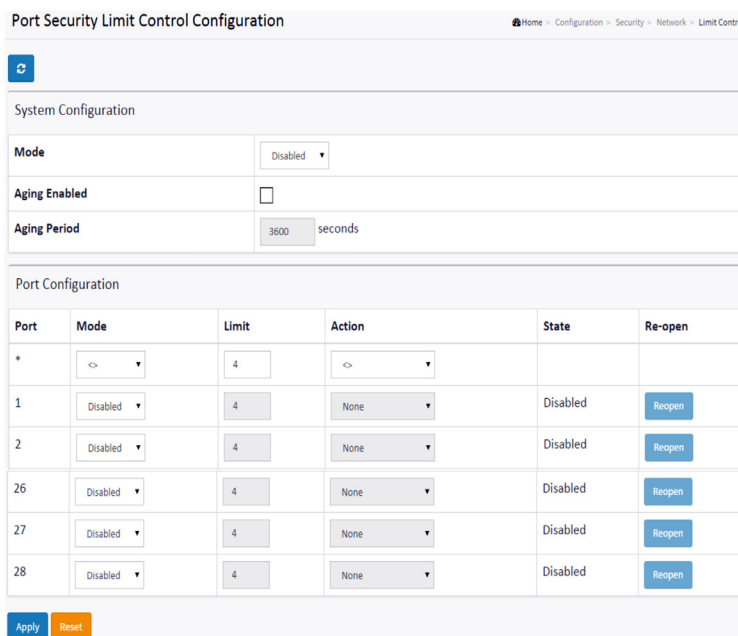 Port Security Limit Control Configuration
Home > Configuration > Security > Network > Limit Contr
System Configuration
Mode Disabled
Aging Enabled
Aging Period 3600 seconds
Port Configuration
Port Mode Limit Action State Re-open
* <> 4 <>
1 Disabled 4 None Disabled Reopen
2 Disabled 4 None Disabled Reopen
26 Disabled 4 None Disabled Reopen
27 Disabled 4 None Disabled Reopen
28 Disabled 4 None Disabled Reopen
Apply Reset